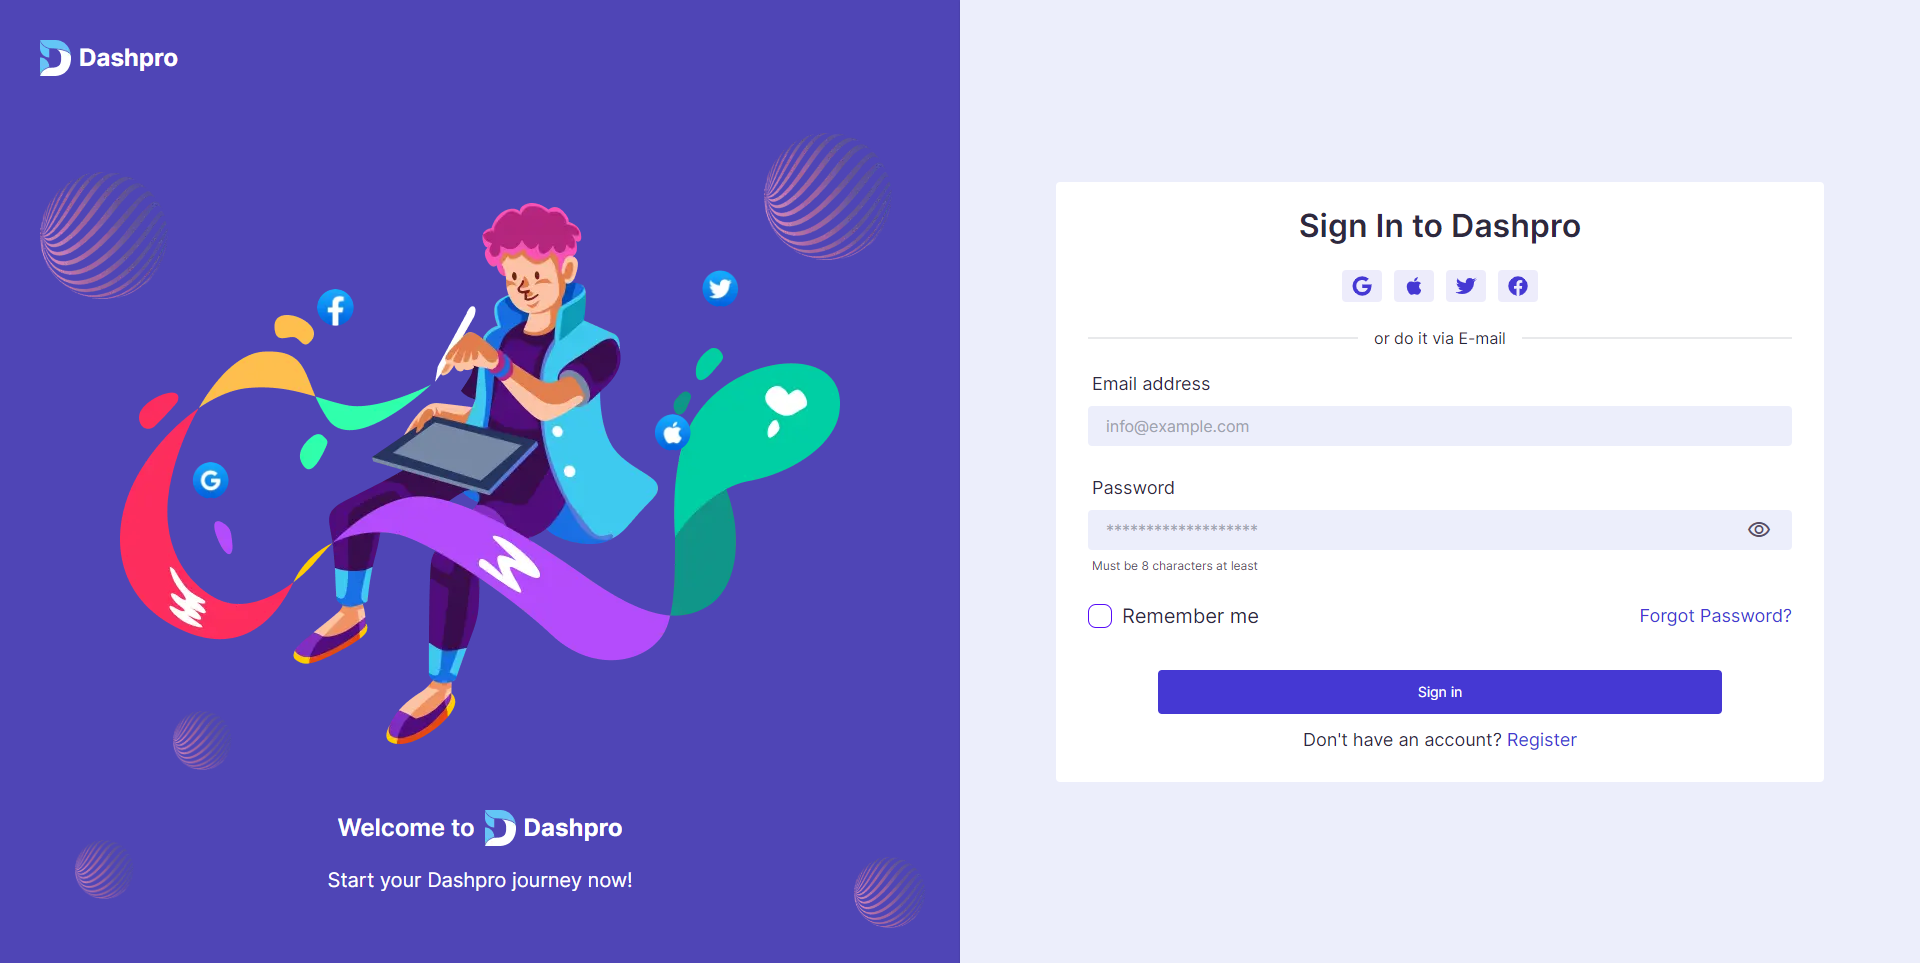 Dashpro
Welcome to Dashpro
Start your Dashpro journey now!
Sign In to Dashpro
or do it via E-mail
Email address
info@example.com
Password
*******************
Must be 8 characters at least
Remember me
Forgot Password?
Sign in
Don't have an account? Register